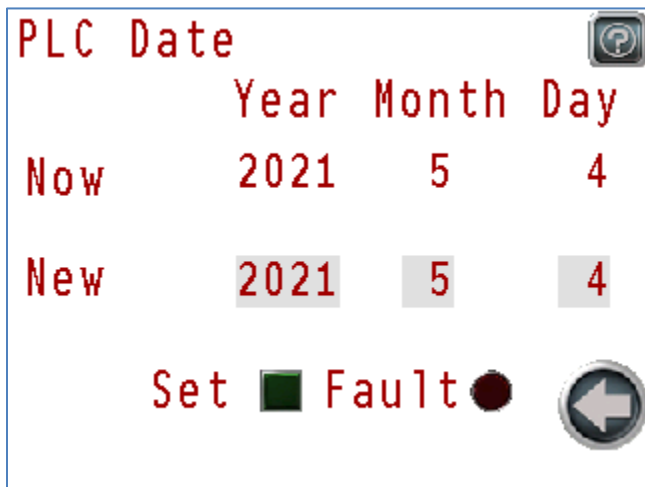 PLC Date
Year Month Day
Now 2021 5 4
New 2021 5 4
Set Fault